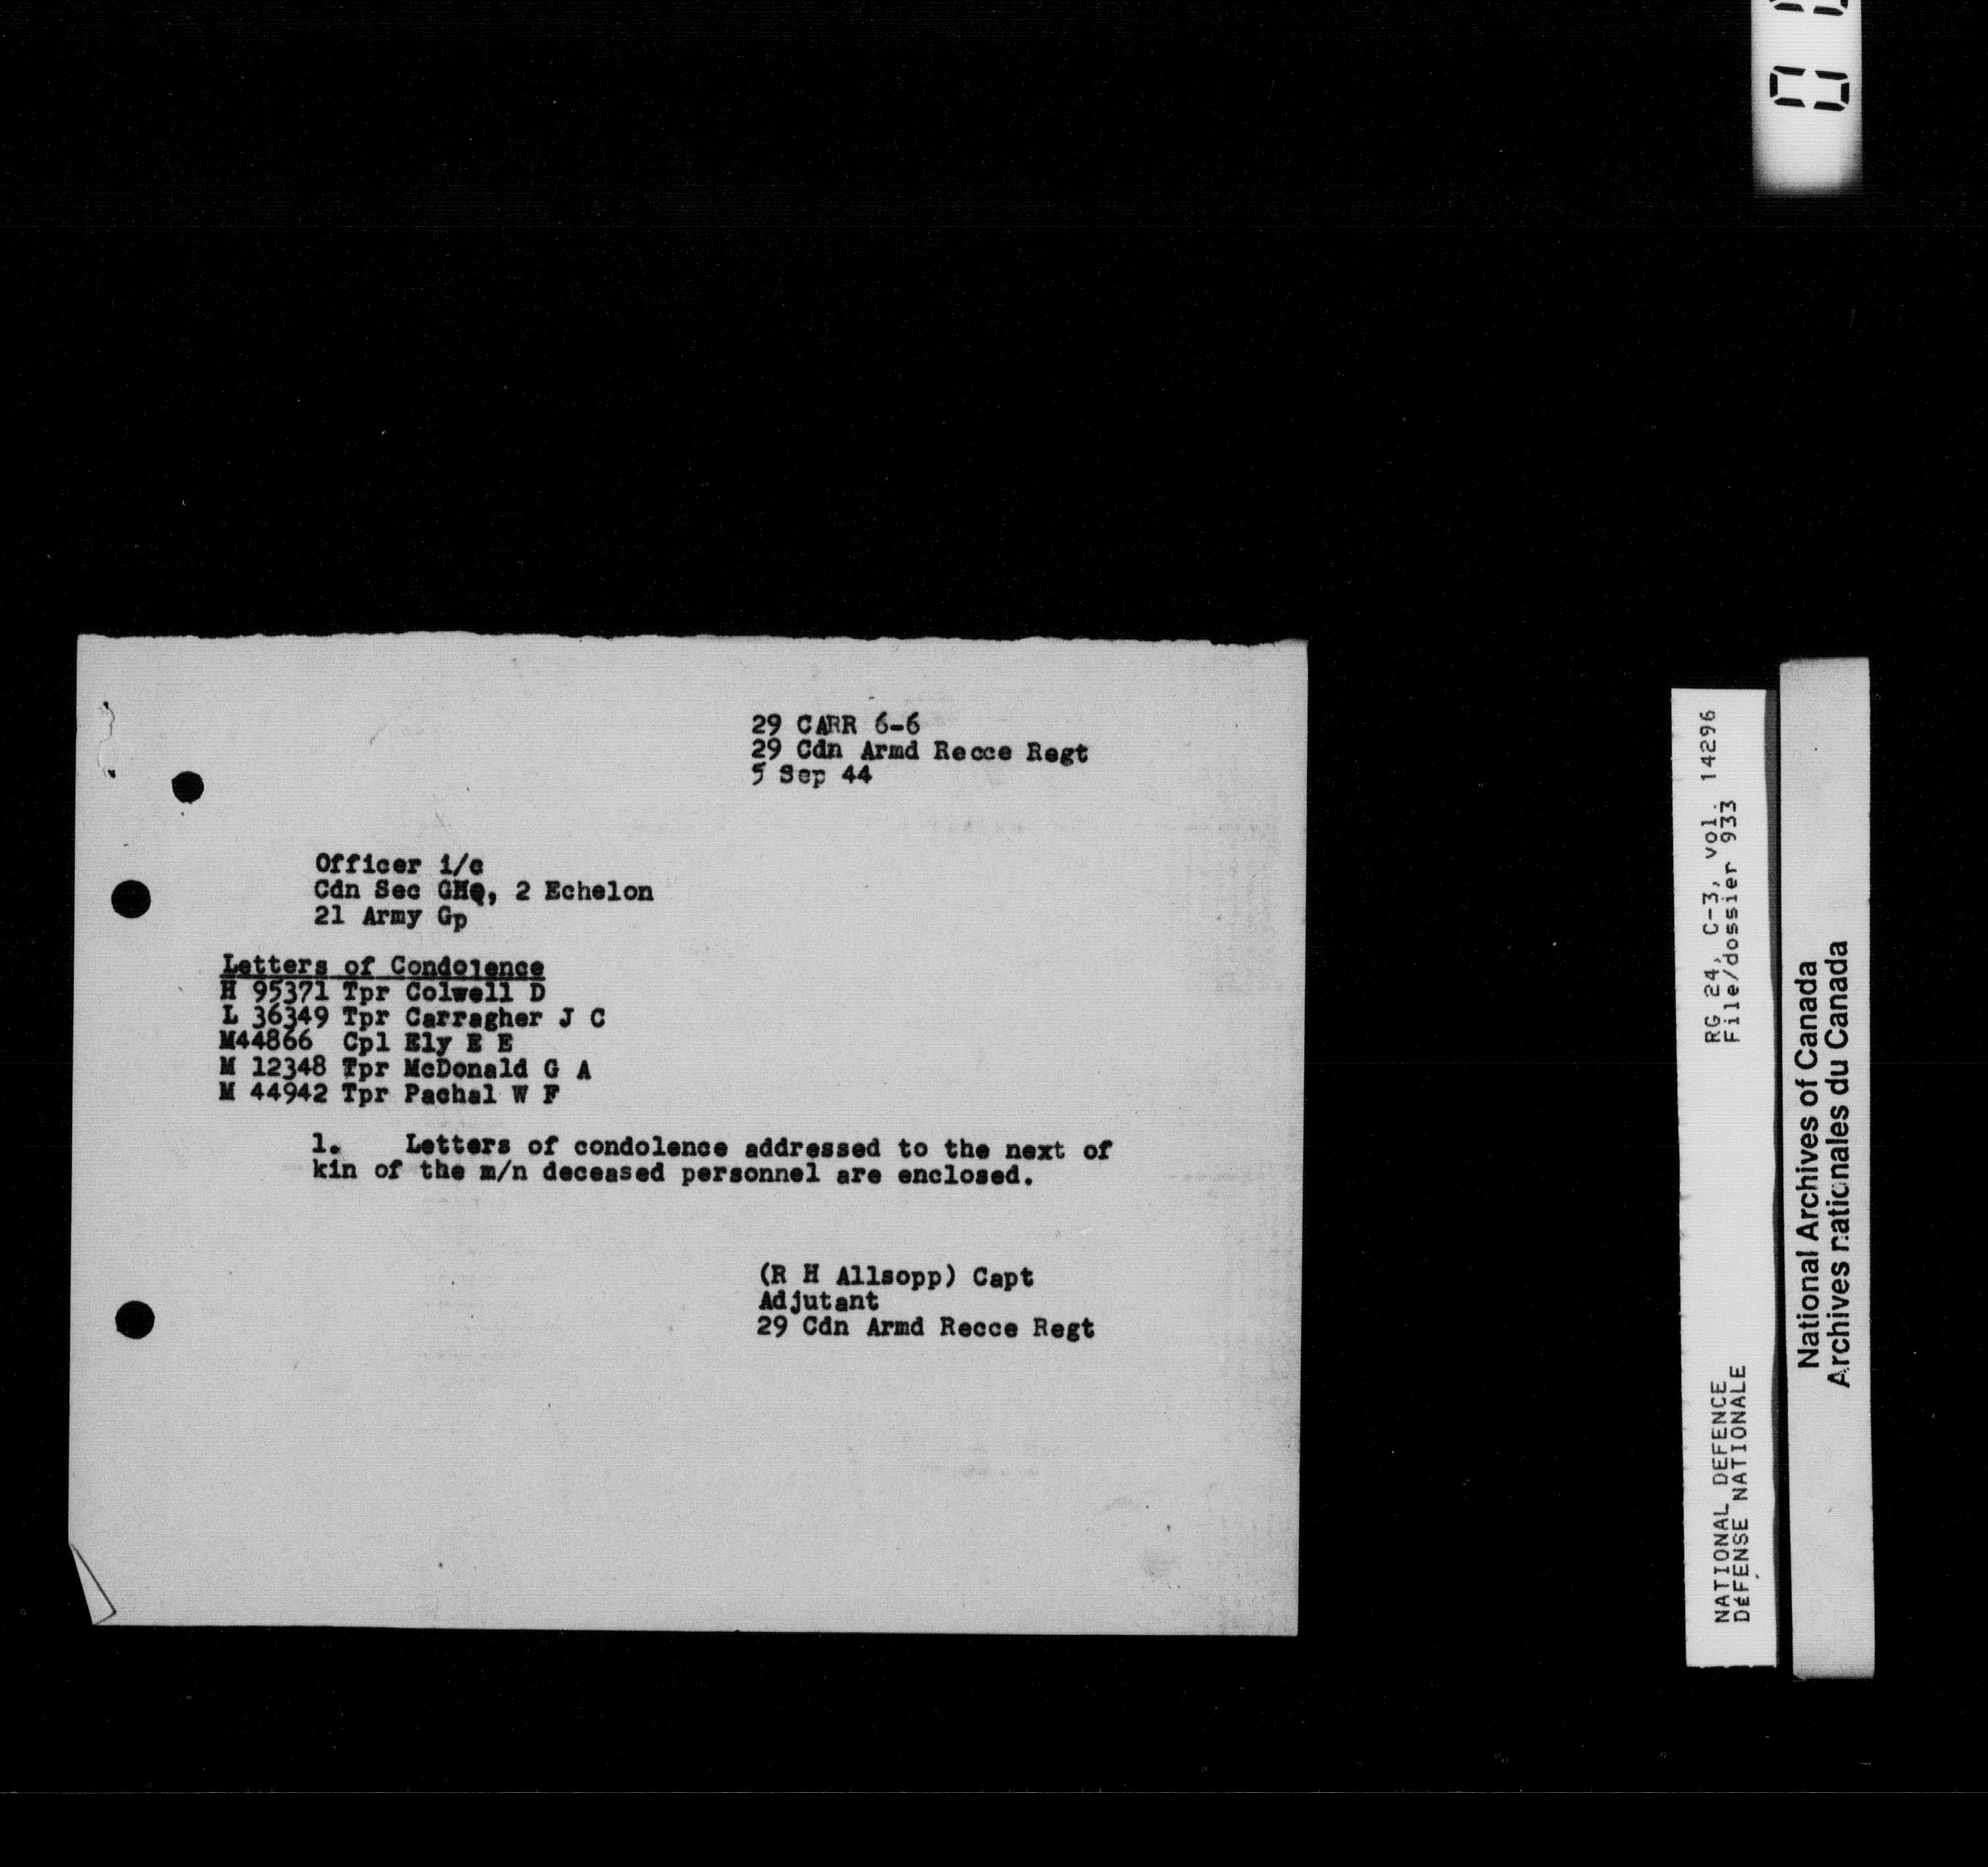 29 CARR 6-6
29 Cdn Armd Recce Regt
5 Sep 44
Officer i/c
Cdn Sec GHQ, 2 Echelon
21 Army Gp
Letters of Condolence
H 95371 Tpr Colwell D
L 36349 Tpr Carragher J C
M44866 Cpl Ely E E
M 12348 Tpr McDonald G A
M 44942 Tpr Pachal W F
1. Letters of condolence addressed to the next of
kin of the m/n deceased personnel are enclosed.
(R H Allsopp) Capt
Adjutant
29 Cdn Armd Recce Regt
RG 24, C-3, vol. 14296
File/dossier 933
NATIONAL DEFENCE
DÉFENSE NATIONALE
National Archives of Canada
Archives nationales du Canada